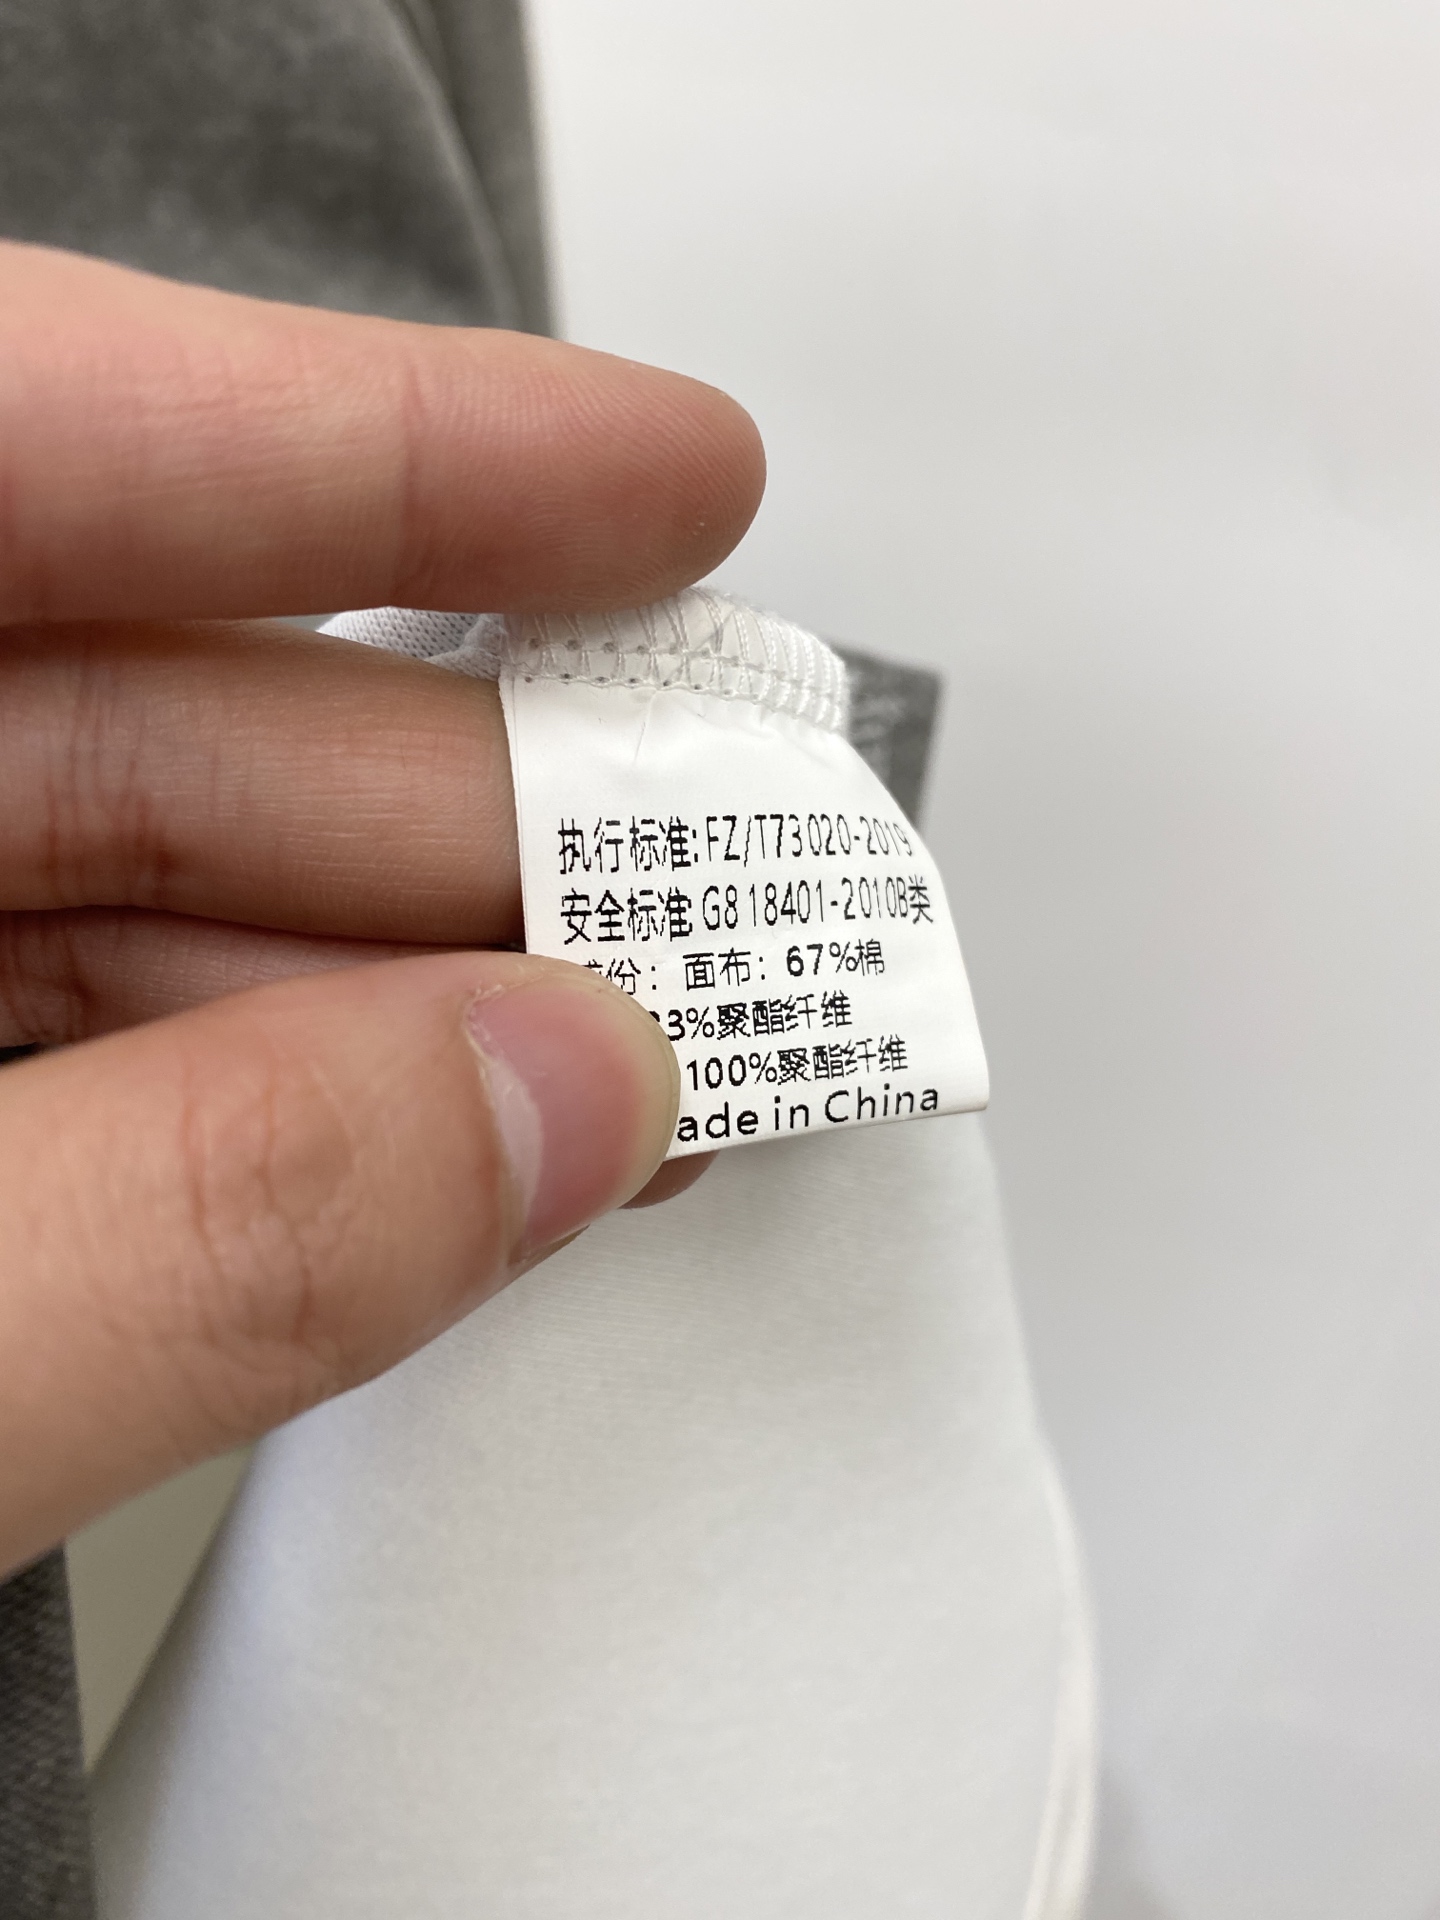 执行标准: FZ/T73020-2019
安全标准 G8 18401-2010B类
份: 面布: 67%棉
3%聚酯纤维
100%聚酯纤维
ade in China